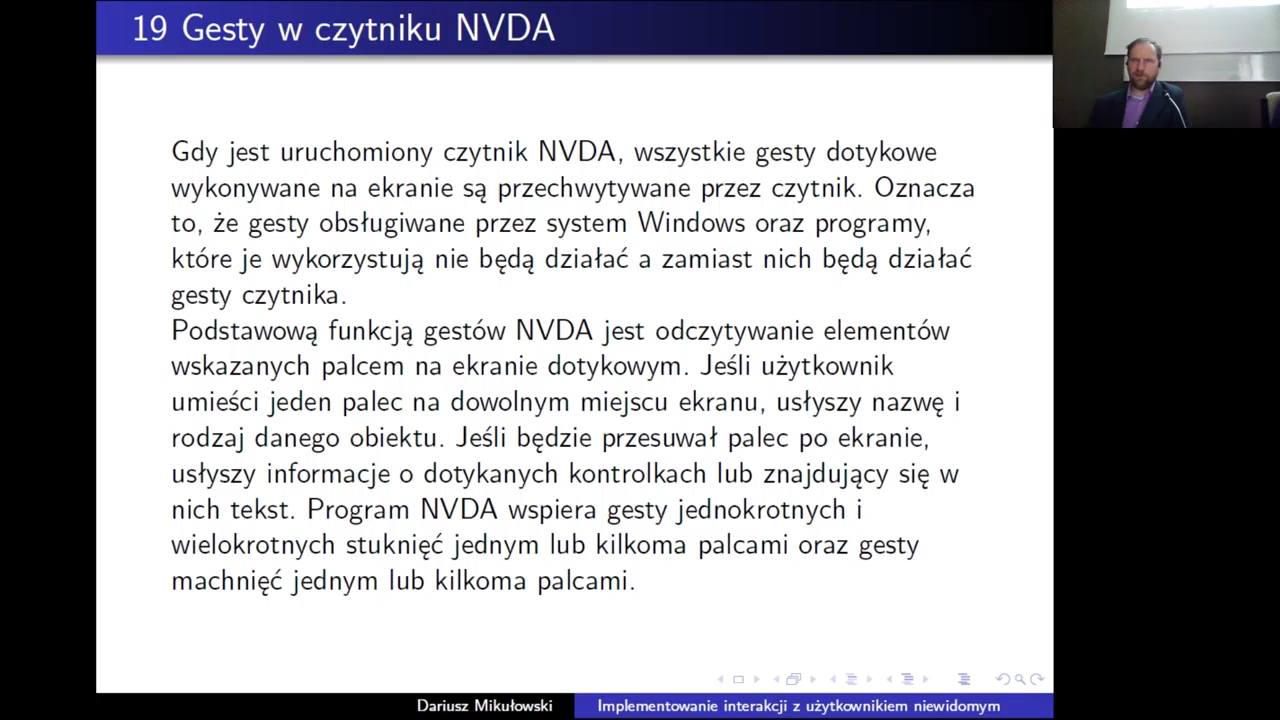 19 Gesty w czytniku NVDA
Gdy jest uruchomiony czytnik NVDA, wszystkie gesty dotykowe
wykonywane na ekranie są przechwytywane przez czytnik. Oznacza
to, że gesty obsługiwane przez system Windows oraz programy,
które je wykorzystują nie będą działać a zamiast nich będą działać
gesty czytnika.
Podstawową funkcją gestów NVDA jest odczytywanie elementów
wskazanych palcem na ekranie dotykowym. Jeśli użytkownik
umieści jeden palec na dowolnym miejscu ekranu, usłyszy nazwę i
rodzaj danego obiektu. Jeśli będzie przesuwał palec po ekranie,
usłyszy informacje o dotykanych kontrolkach lub znajdujący się w
nich tekst. Program NVDA wspiera gesty jednokrotnych i
wielokrotnych stuknięć jednym lub kilkoma palcami oraz gesty
machnięć jednym lub kilkoma palcami.
Dariusz Mikułowski
Implementowanie interakcji z użytkownikiem niewidomym